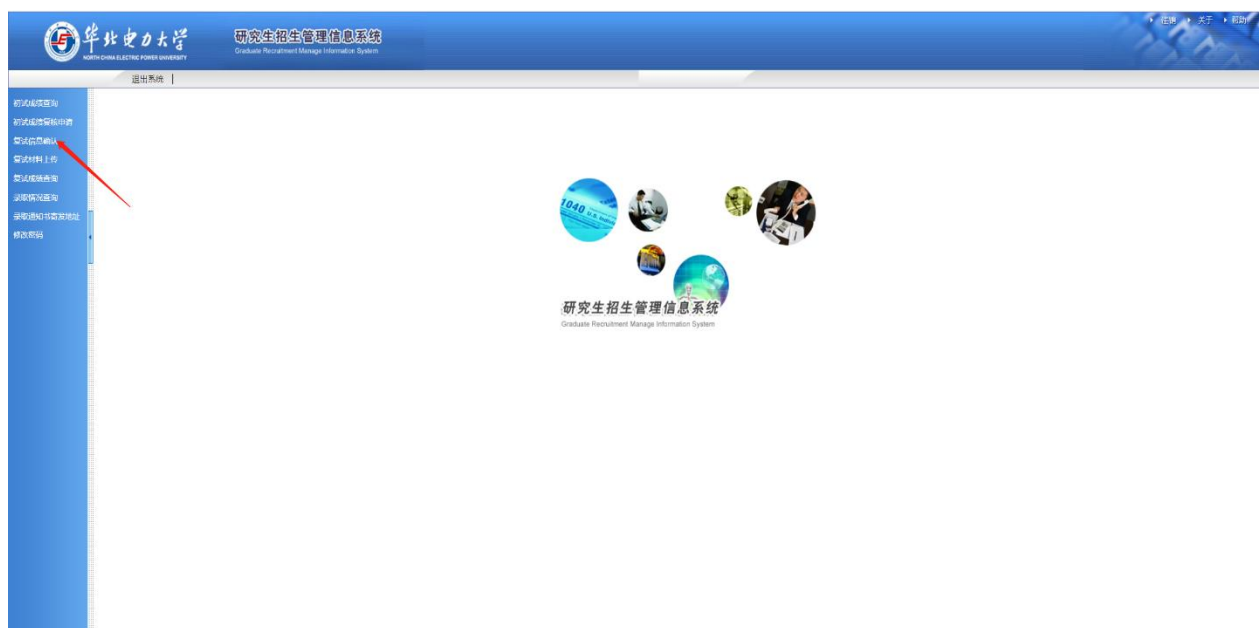 华北电力大学
NORTH CHINA ELECTRIC POWER UNIVERSITY
研究生招生管理信息系统
Graduate Recruitment Manage Information System
注销 关于 帮助
退出系统
初试成绩查询
初试成绩复核申请
复试信息确认
复试材料上传
复试成绩查询
录取情况查询
录取通知书寄发地址
修改密码
1040 U.S. Indivi
研究生招生管理信息系统
Graduate Recruitment Manage Information System